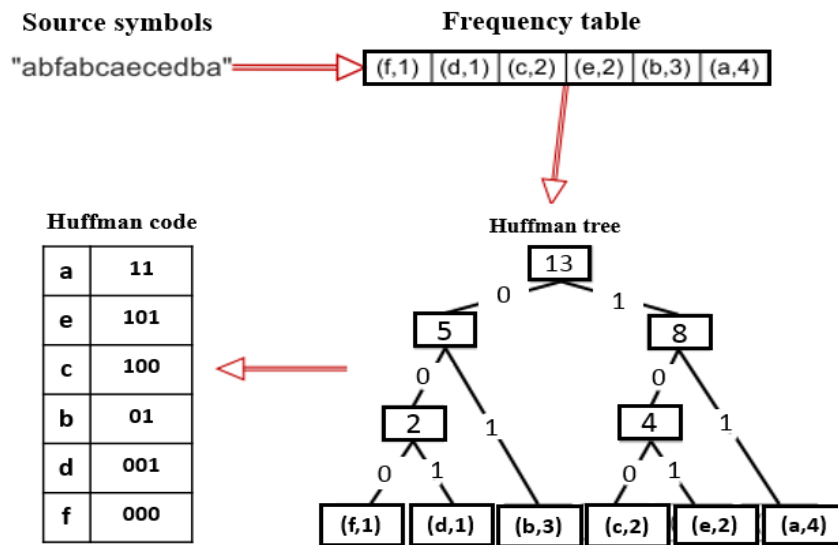 Source symbols
Frequency table
"abfabcaecedba"
(f,1) (d,1) (c,2) (e,2) (b,3) (a,4)
Huffman code
Huffman tree
a 11
e 101
c 100
b 01
d 001
f 000
13
0 1
5 8
0 0
2 4
1 1
0 1 0 1
(f,1) (d,1) (b,3) (c,2) (e,2) (a,4)